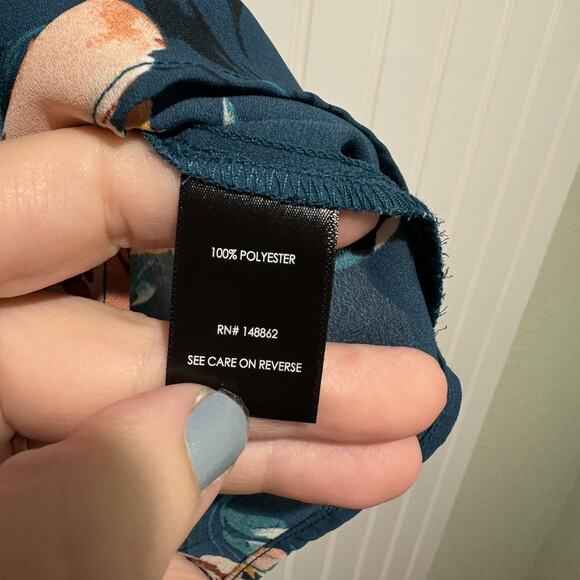 100% POLYESTER
RN# 148862
SEE CARE ON REVERSE